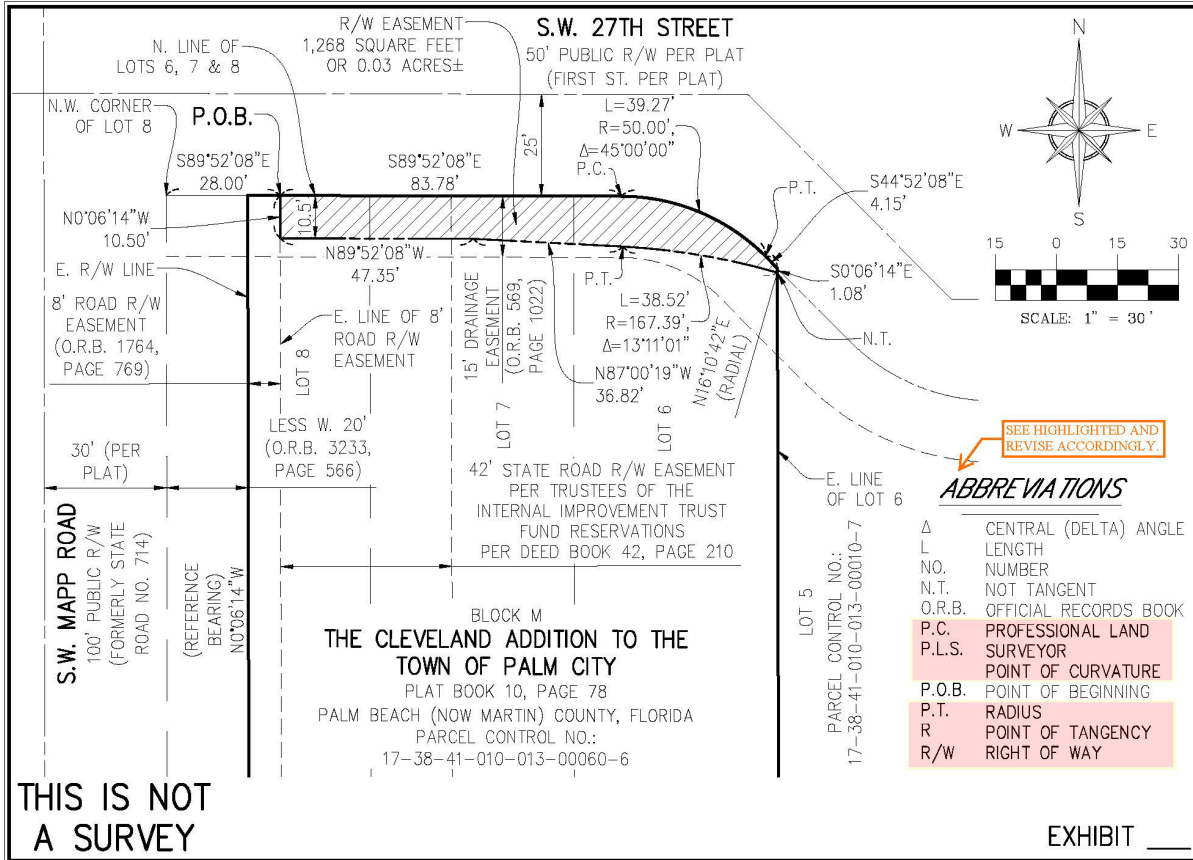 R/W EASEMENT
1,268 SQUARE FEET
OR 0.03 ACRES±
S.W. 27TH STREET
50' PUBLIC R/W PER PLAT
(FIRST ST. PER PLAT)
N. LINE OF
LOTS 6, 7 & 8
N.W. CORNER
OF LOT 8
P.O.B.
L=39.27'
R=50.00',
Δ=45°00'00"
P.C.
25'
S89°52'08"E
28.00'
S89°52'08"E
83.78'
P.T.
S44°52'08"E
4.15'
N0°06'14"W
10.50'
10.5'
N89°52'08"W
47.35'
S0°06'14"E
1.08'
N.T.
E. R/W LINE
8' ROAD R/W
EASEMENT
(O.R.B. 1764,
PAGE 769)
E. LINE OF 8'
ROAD R/W
EASEMENT
15' DRAINAGE
EASEMENT
(O.R.B. 569,
PAGE 1022)
P.T.
L=38.52'
R=167.39',
Δ=13°11'01"
N87°00'19"W
36.82'
N16°10'42"E
(RADIAL)
LOT 8
LOT 7
LOT 6
LESS W. 20'
(O.R.B. 3233,
PAGE 566)
30' (PER
PLAT)
42' STATE ROAD R/W EASEMENT
PER TRUSTEES OF THE
INTERNAL IMPROVEMENT TRUST
FUND RESERVATIONS
PER DEED BOOK 42, PAGE 210
E. LINE
OF LOT 6
S.W. MAPP ROAD
100' PUBLIC R/W
(FORMERLY STATE
ROAD NO. 714)
(REFERENCE
BEARING)
N0°06'14"W
BLOCK M
THE CLEVELAND ADDITION TO THE
TOWN OF PALM CITY
PLAT BOOK 10, PAGE 78
PALM BEACH (NOW MARTIN) COUNTY, FLORIDA
PARCEL CONTROL NO.:
17-38-41-010-013-00060-6
LOT 5
PARCEL CONTROL NO.:
17-38-41-010-013-00010-7
N
W
E
S
15 0 15 30
SCALE: 1" = 30'
SEE HIGHLIGHTED AND
REVISE ACCORDINGLY.
ABBREVIATIONS
Δ CENTRAL (DELTA) ANGLE
L LENGTH
NO. NUMBER
N.T. NOT TANGENT
O.R.B. OFFICIAL RECORDS BOOK
P.C. PROFESSIONAL LAND
P.L.S. SURVEYOR
POINT OF CURVATURE
P.O.B. POINT OF BEGINNING
P.T. RADIUS
R POINT OF TANGENCY
R/W RIGHT OF WAY
THIS IS NOT
A SURVEY
EXHIBIT ___